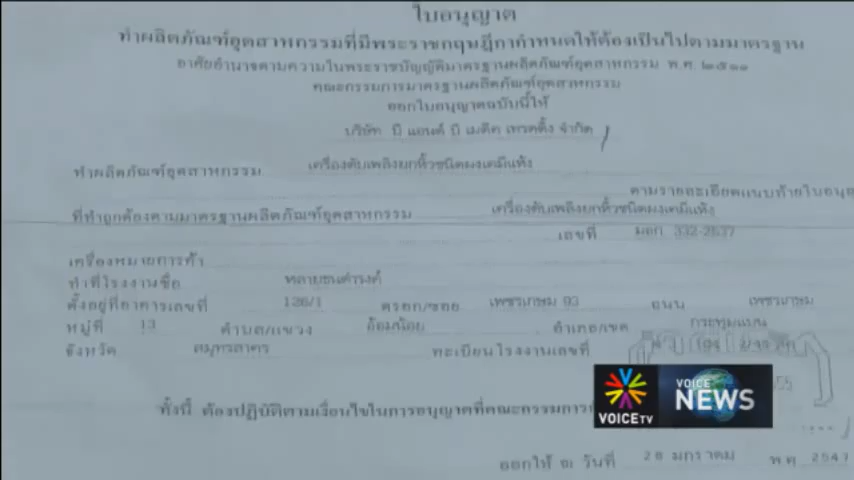 ใบอนุญาต
ทำผลิตภัณฑ์อุตสาหกรรมที่มีพระราชกฤษฎีกากำหนดให้ต้องเป็นไปตามมาตรฐาน
อาศัยอำนาจตามความในพระราชบัญญัติมาตรฐานผลิตภัณฑ์อุตสาหกรรม พ.ศ.๒๕๑๑
คณะกรรมการมาตรฐานผลิตภัณฑ์อุตสาหกรรม
ออกใบอนุญาตฉบับนี้ให้
บริษัท บี แอนด์ บี เมดิค เทรดดิ้ง จำกัด
ทำผลิตภัณฑ์อุตสาหกรรม เครื่องดับเพลิงยกหิ้วชนิดผงเคมีแห้ง
ตามรายละเอียดแนบท้ายใบอนุญ
ที่ทำถูกต้องตามมาตรฐานผลิตภัณฑ์อุตสาหกรรม เครื่องดับเพลิงยกหิ้วชนิดผงเคมีแห้ง
เลขที่ มอก 332-2537
เครื่องหมายการค้า
ทำที่โรงงานชื่อ หลายธนดำรงค์
ตั้งอยู่ที่อาคารเลขที่ 126/1 ตรอก/ซอย เพชรเกษม 93 ถนน เพชรเกษม
หมู่ที่ 13 ตำบล/แขวง อ้อมน้อย อำเภอ/เขต กระทุ่มแบน
จังหวัด สมุทรสาคร ทะเบียนโรงงานเลขที่
ทั้งนี้ ต้องปฏิบัติตามเงื่อนไขในการอนุญาตที่คณะกรรมการ
ออกให้ ณ วันที่ 28 มกราคม พ.ศ. 2547
VOICE TV
VOICE NEWS